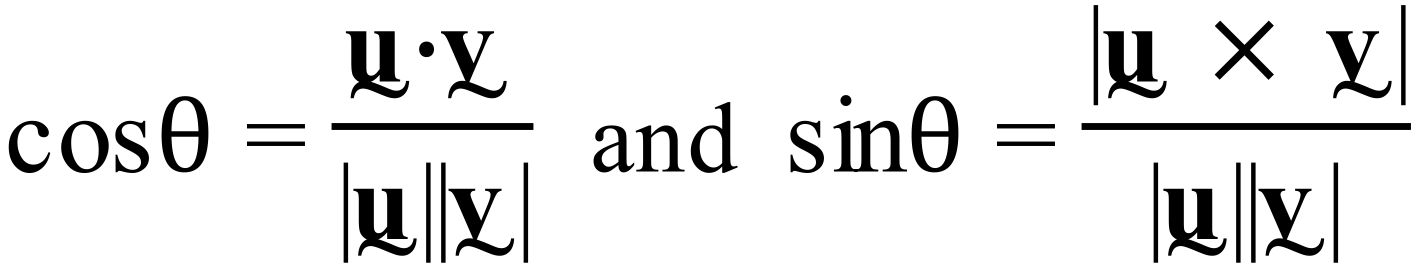 cosθ = u·v / |u||v| and sinθ = |u × v| / |u||v|